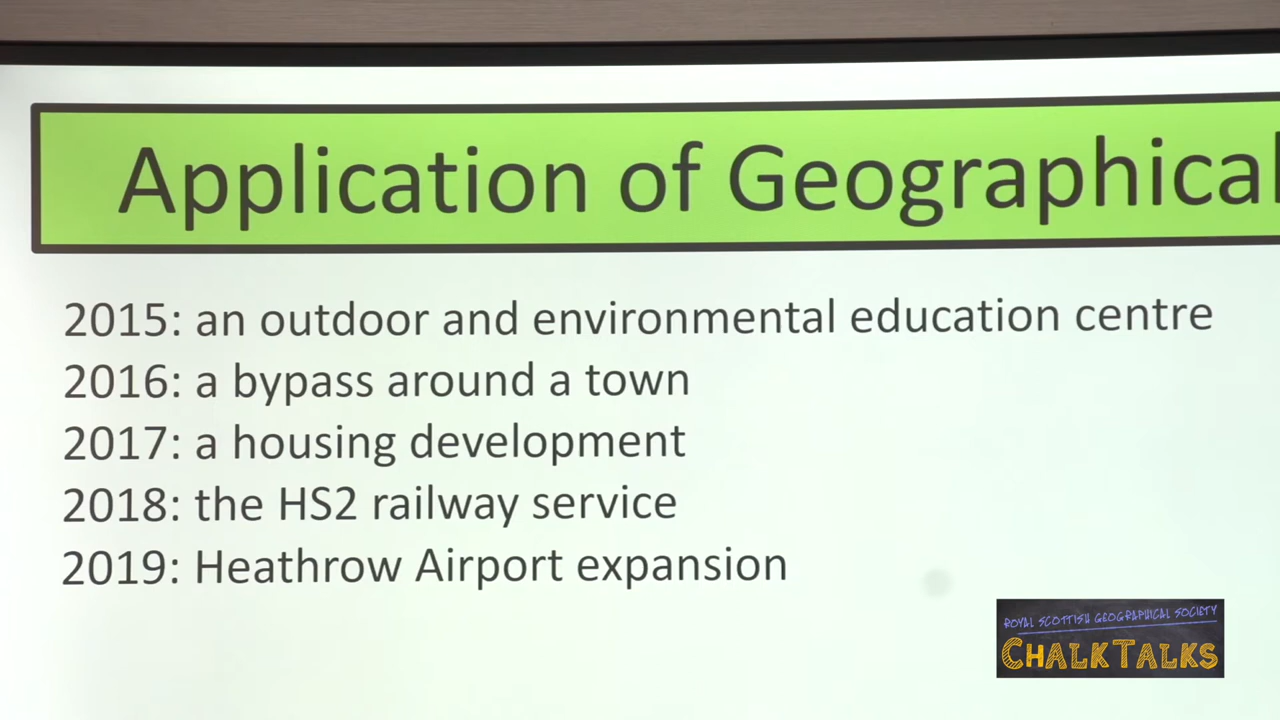 Application of Geographical
2015: an outdoor and environmental education centre
2016: a bypass around a town
2017: a housing development
2018: the HS2 railway service
2019: Heathrow Airport expansion
ROYAL SCOTTISH GEOGRAPHICAL SOCIETY
CHALKTALKS